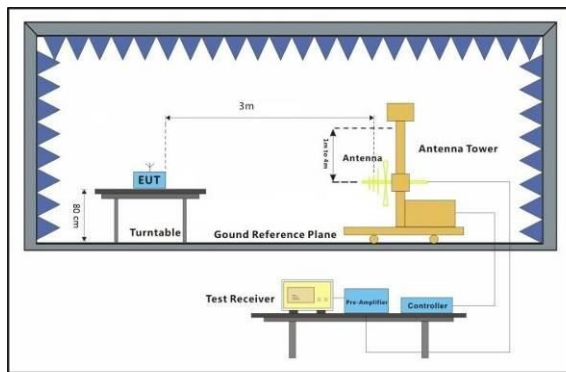 3m
1m to 4m
Antenna
Antenna Tower
EUT
80 cm
Turntable
Gound Reference Plane
Test Receiver
Pre-Amplifier
Controller